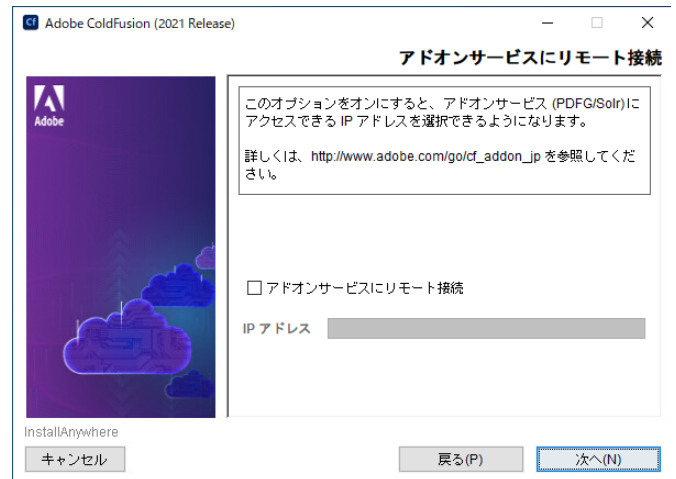 Adobe ColdFusion (2021 Release)
アドオンサービスにリモート接続
Adobe
このオプションをオンにすると、アドオンサービス (PDFG/Solr)に
アクセスできる IP アドレスを選択できるようになります。
詳しくは、http://www.adobe.com/go/cf_addon_jp を参照してくだ
さい。
アドオンサービスにリモート接続
IP アドレス
InstallAnywhere
キャンセル
戻る(P)
次へ(N)